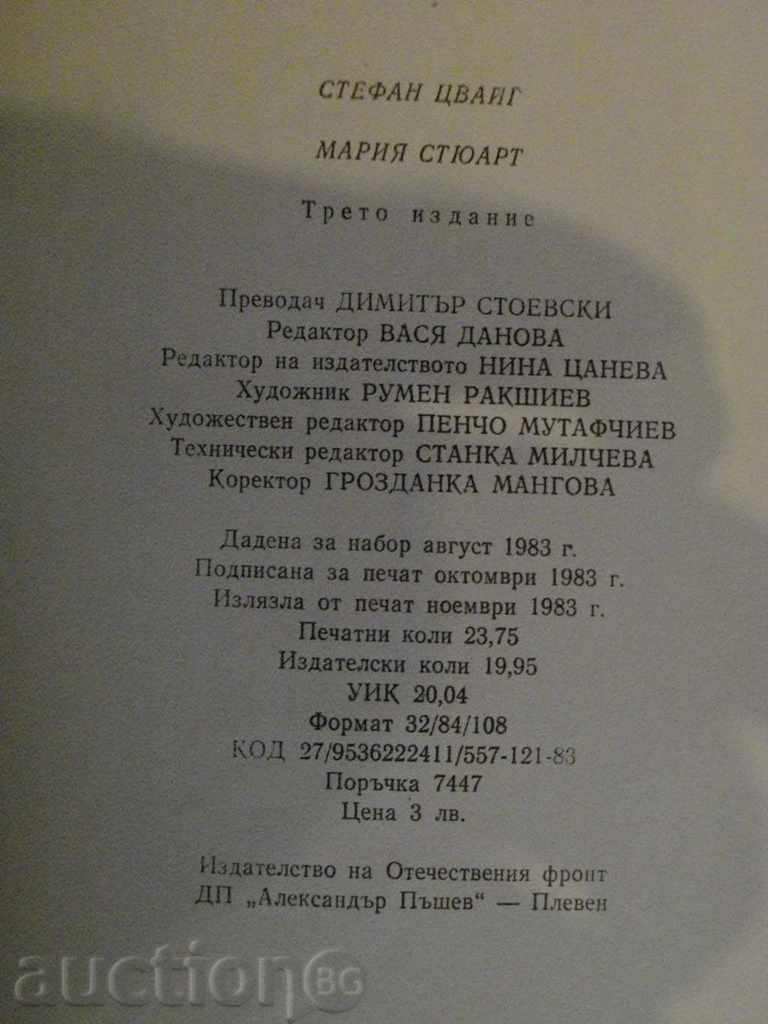 СТЕФАН ЦВАЙГ
МАРИЯ СТЮАРТ
Трето издание
Преводач ДИМИТЪР СТОЕВСКИ
Редактор ВАСЯ ДАНОВА
Редактор на издателството НИНА ЦАНЕВА
Художник РУМЕН РАКШИЕВ
Художествен редактор ПЕНЧО МУТАФЧИЕВ
Технически редактор СТАНКА МИЛЧЕВА
Коректор ГРОЗДАНКА МАНГОВА
Дадена за набор август 1983 г.
Подписана за печат октомври 1983 г.
Излязла от печат ноември 1983 г.
Печатни коли 23,75
Издателски коли 19,95
УИК 20,04
Формат 32/84/108
КОД 27/9536222411/557-121-83
Поръчка 7447
Цена 3 лв.
Издателство на Отечествения фронт
ДП „Александър Пъшев“ — Плевен
auctionBG